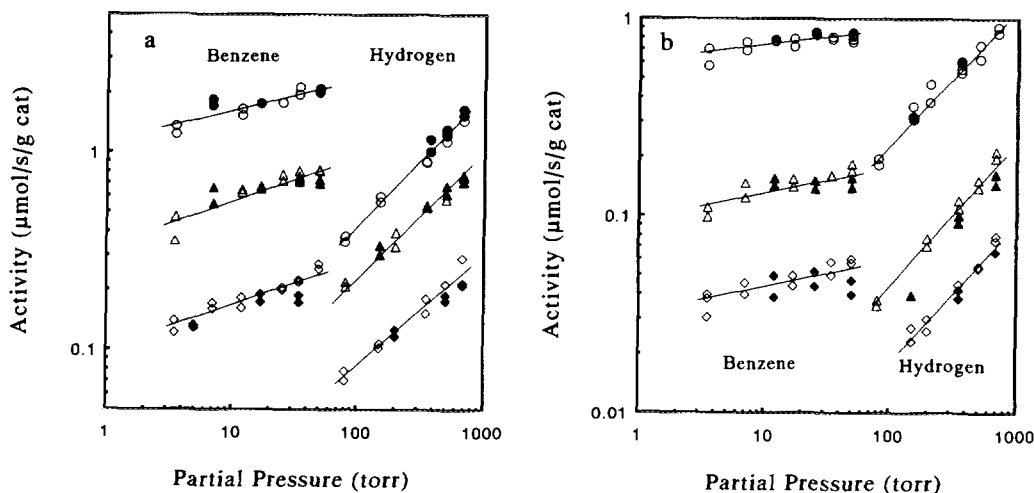 a
Benzene
Hydrogen
Activity (μmol/s/g cat)
1
0.1
1
10
100
1000
Partial Pressure (torr)
b
Activity (μmol/s/g cat)
1
0.1
0.01
Benzene
Hydrogen
1
10
100
1000
Partial Pressure (torr)